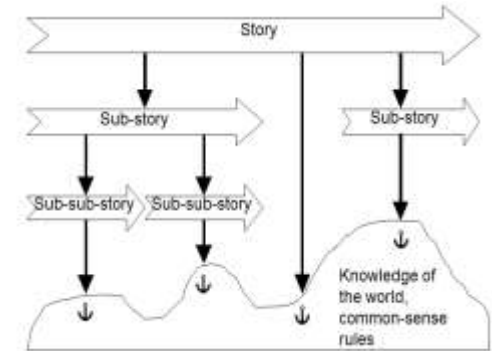 Story
Sub-story
Sub-story
Sub-sub-story
Sub-sub-story
Knowledge of
the world,
common-sense
rules